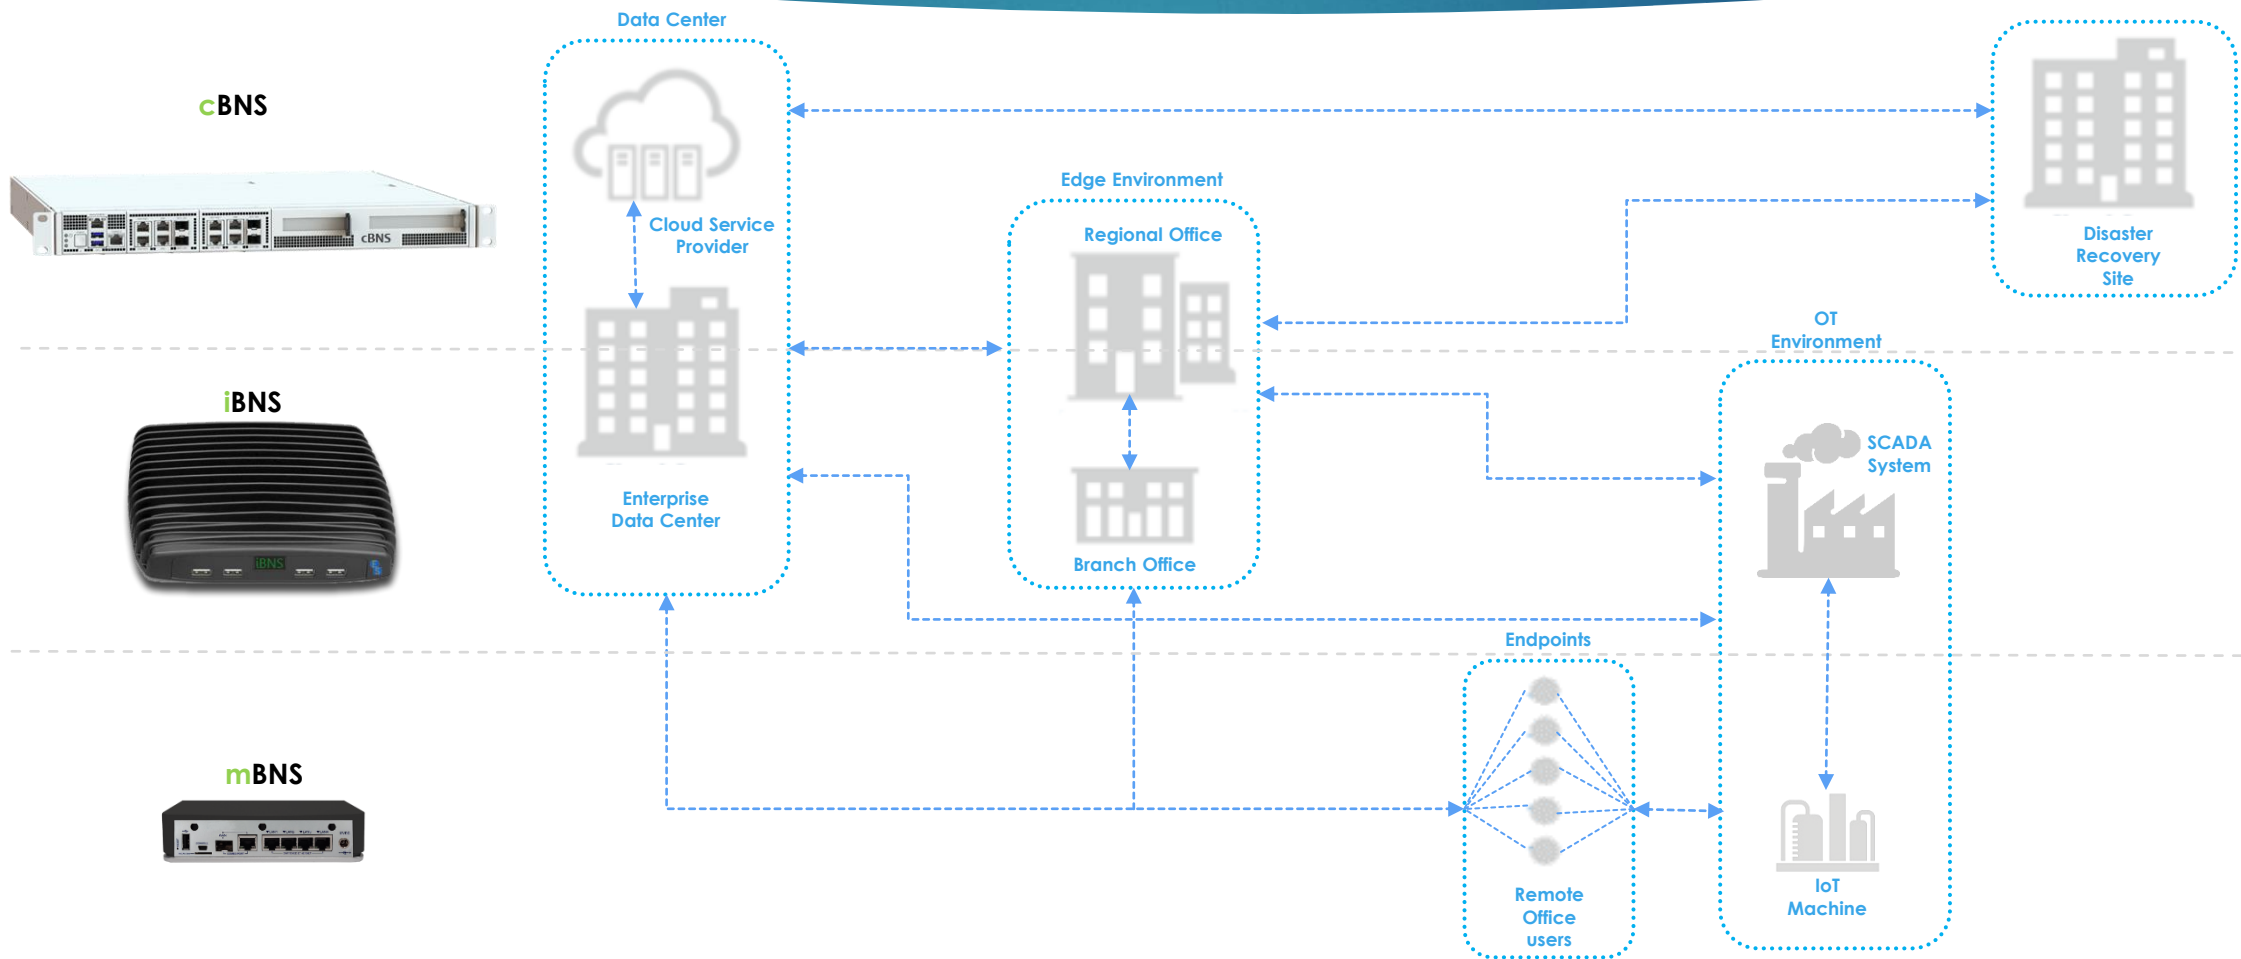 Data Center
cBNS
cBNS
Cloud Service
Provider
Edge Environment
Regional Office
Disaster
Recovery
Site
OT
Environment
iBNS
iBNS
SCADA
System
Enterprise
Data Center
Branch Office
Endpoints
mBNS
Remote
Office
users
IoT
Machine